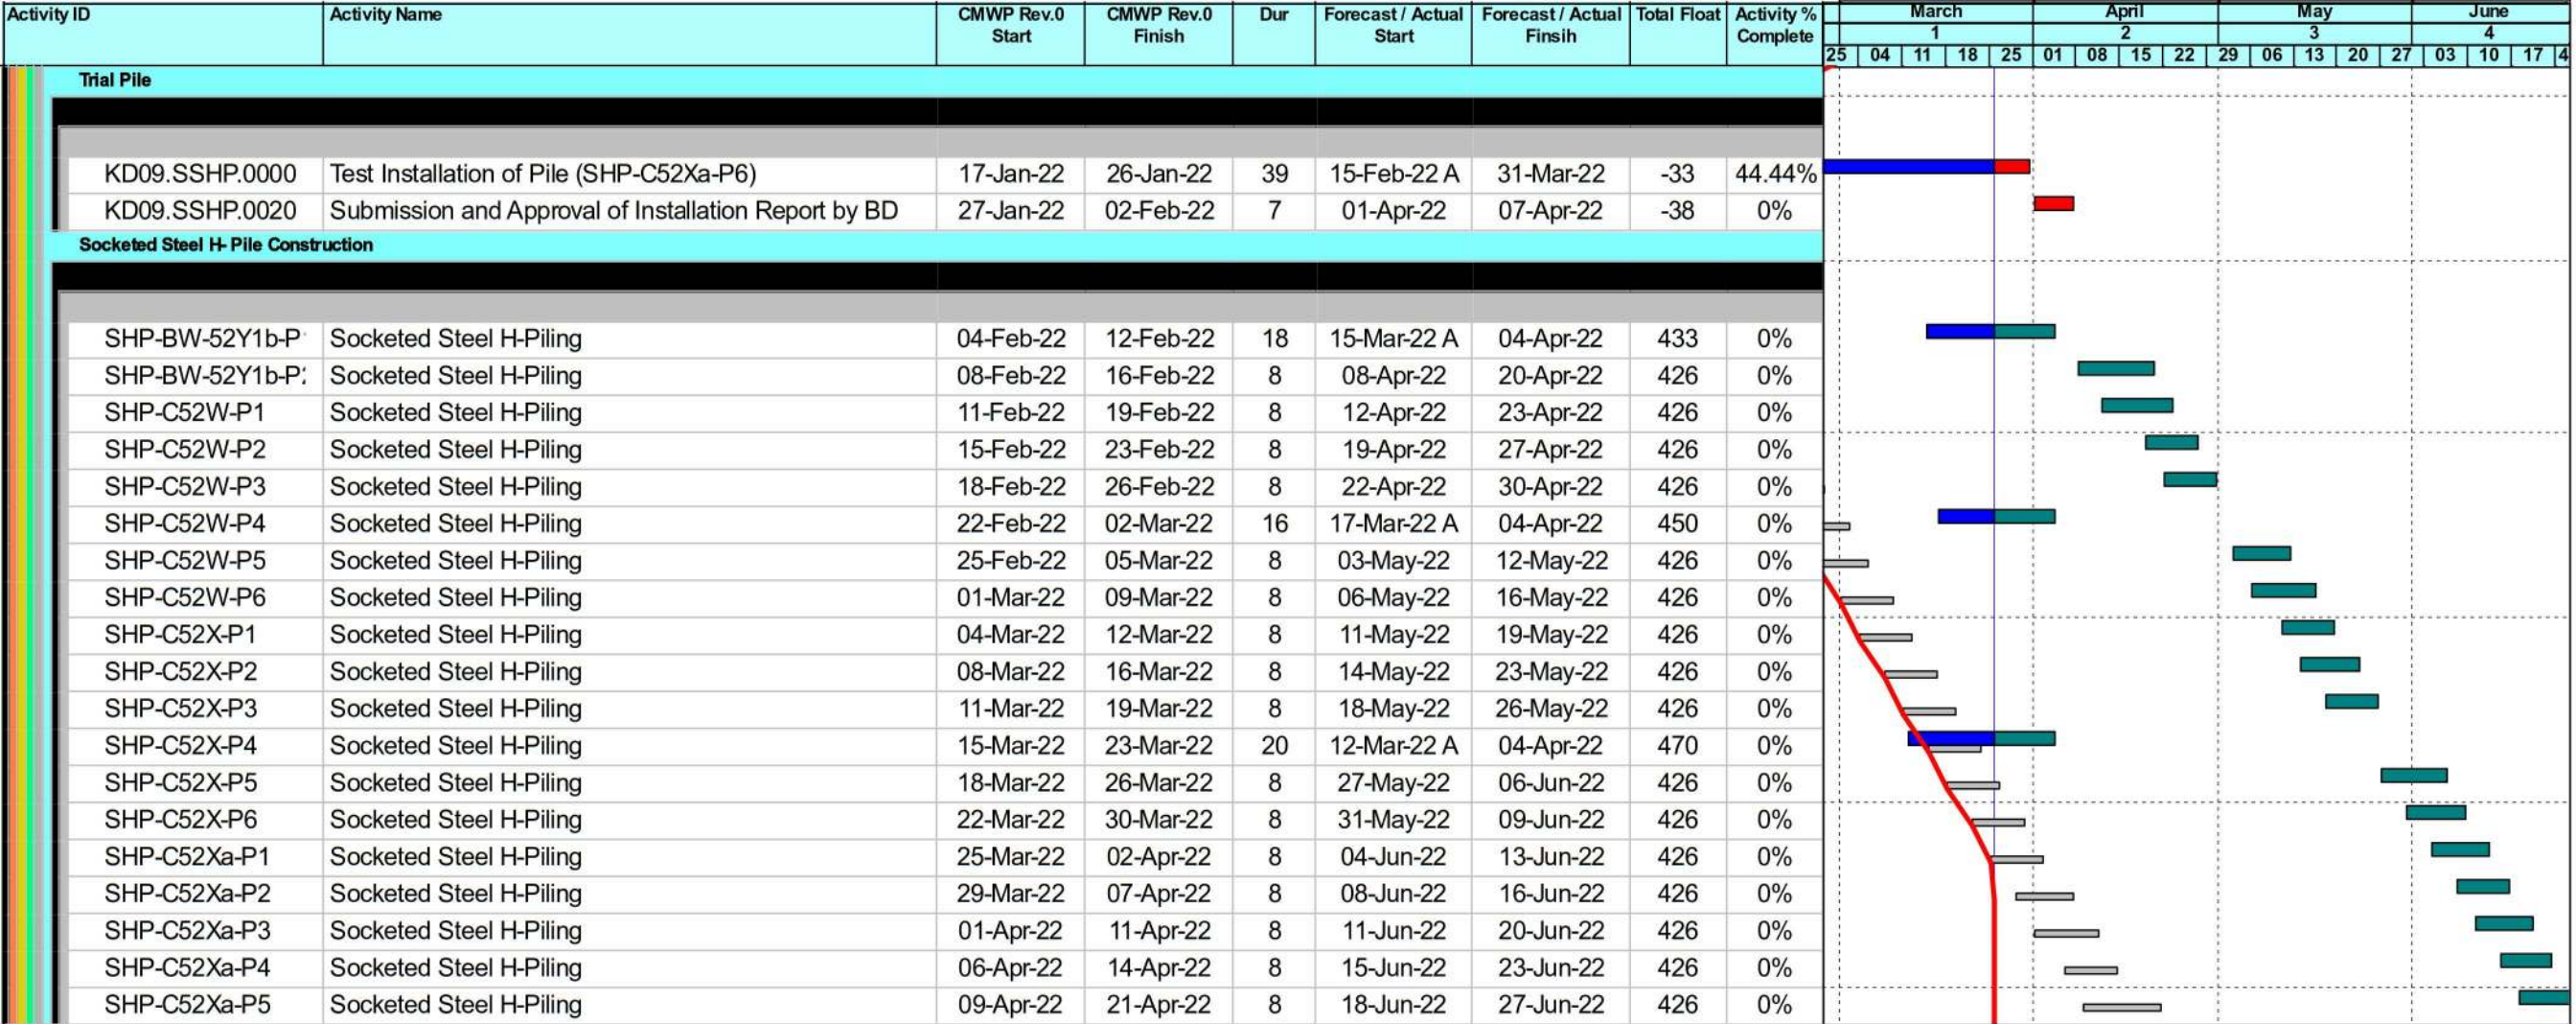 Activity ID Activity Name CMWP Rev.0 Start CMWP Rev.0 Finish Dur Forecast / Actual Start Forecast / Actual Finsih Total Float Activity % Complete
March April May June
1 2 3 4
25 04 11 18 25 01 08 15 22 29 06 13 20 27 03 10 17
Trial Pile
KD09.SSHP.0000 Test Installation of Pile (SHP-C52Xa-P6) 17-Jan-22 26-Jan-22 39 15-Feb-22 A 31-Mar-22 -33 44.44%
KD09.SSHP.0020 Submission and Approval of Installation Report by BD 27-Jan-22 02-Feb-22 7 01-Apr-22 07-Apr-22 -38 0%
Socketed Steel H- Pile Construction
SHP-BW-52Y1b-P Socketed Steel H-Piling 04-Feb-22 12-Feb-22 18 15-Mar-22 A 04-Apr-22 433 0%
SHP-BW-52Y1b-P Socketed Steel H-Piling 08-Feb-22 16-Feb-22 8 08-Apr-22 20-Apr-22 426 0%
SHP-C52W-P1 Socketed Steel H-Piling 11-Feb-22 19-Feb-22 8 12-Apr-22 23-Apr-22 426 0%
SHP-C52W-P2 Socketed Steel H-Piling 15-Feb-22 23-Feb-22 8 19-Apr-22 27-Apr-22 426 0%
SHP-C52W-P3 Socketed Steel H-Piling 18-Feb-22 26-Feb-22 8 22-Apr-22 30-Apr-22 426 0%
SHP-C52W-P4 Socketed Steel H-Piling 22-Feb-22 02-Mar-22 16 17-Mar-22 A 04-Apr-22 450 0%
SHP-C52W-P5 Socketed Steel H-Piling 25-Feb-22 05-Mar-22 8 03-May-22 12-May-22 426 0%
SHP-C52W-P6 Socketed Steel H-Piling 01-Mar-22 09-Mar-22 8 06-May-22 16-May-22 426 0%
SHP-C52X-P1 Socketed Steel H-Piling 04-Mar-22 12-Mar-22 8 11-May-22 19-May-22 426 0%
SHP-C52X-P2 Socketed Steel H-Piling 08-Mar-22 16-Mar-22 8 14-May-22 23-May-22 426 0%
SHP-C52X-P3 Socketed Steel H-Piling 11-Mar-22 19-Mar-22 8 18-May-22 26-May-22 426 0%
SHP-C52X-P4 Socketed Steel H-Piling 15-Mar-22 23-Mar-22 20 12-Mar-22 A 04-Apr-22 470 0%
SHP-C52X-P5 Socketed Steel H-Piling 18-Mar-22 26-Mar-22 8 27-May-22 06-Jun-22 426 0%
SHP-C52X-P6 Socketed Steel H-Piling 22-Mar-22 30-Mar-22 8 31-May-22 09-Jun-22 426 0%
SHP-C52Xa-P1 Socketed Steel H-Piling 25-Mar-22 02-Apr-22 8 04-Jun-22 13-Jun-22 426 0%
SHP-C52Xa-P2 Socketed Steel H-Piling 29-Mar-22 07-Apr-22 8 08-Jun-22 16-Jun-22 426 0%
SHP-C52Xa-P3 Socketed Steel H-Piling 01-Apr-22 11-Apr-22 8 11-Jun-22 20-Jun-22 426 0%
SHP-C52Xa-P4 Socketed Steel H-Piling 06-Apr-22 14-Apr-22 8 15-Jun-22 23-Jun-22 426 0%
SHP-C52Xa-P5 Socketed Steel H-Piling 09-Apr-22 21-Apr-22 8 18-Jun-22 27-Jun-22 426 0%